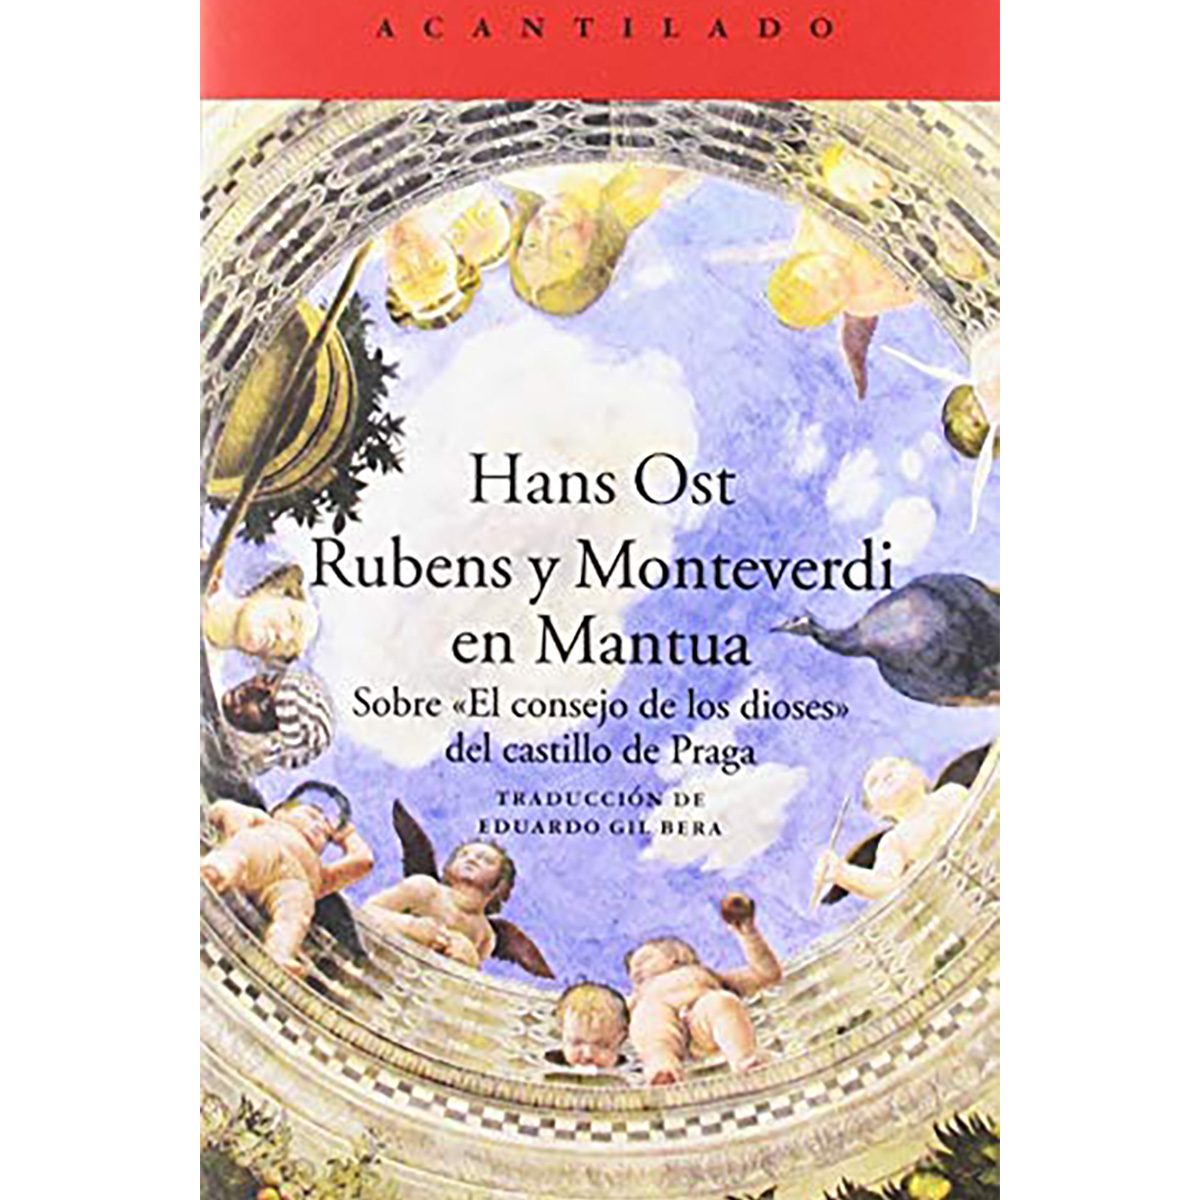 ACANTILADO
Hans Ost
Rubens y Monteverdi
en Mantua
Sobre «El consejo de los dioses»
del castillo de Praga
TRADUCCIÓN DE
EDUARDO GIL BERA